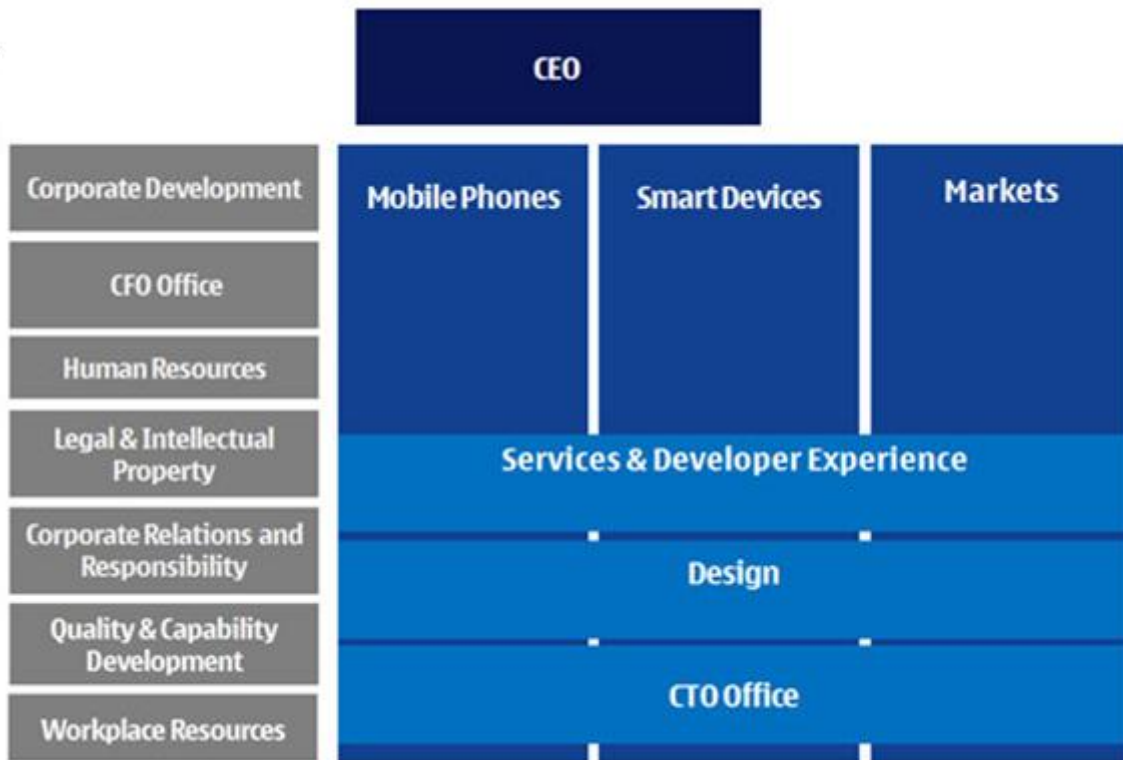 CEO
Corporate Development
CFO Office
Human Resources
Legal & Intellectual
Property
Corporate Relations and
Responsibility
Quality & Capability
Development
Workplace Resources
Mobile Phones
Smart Devices
Markets
Services & Developer Experience
Design
CTO Office